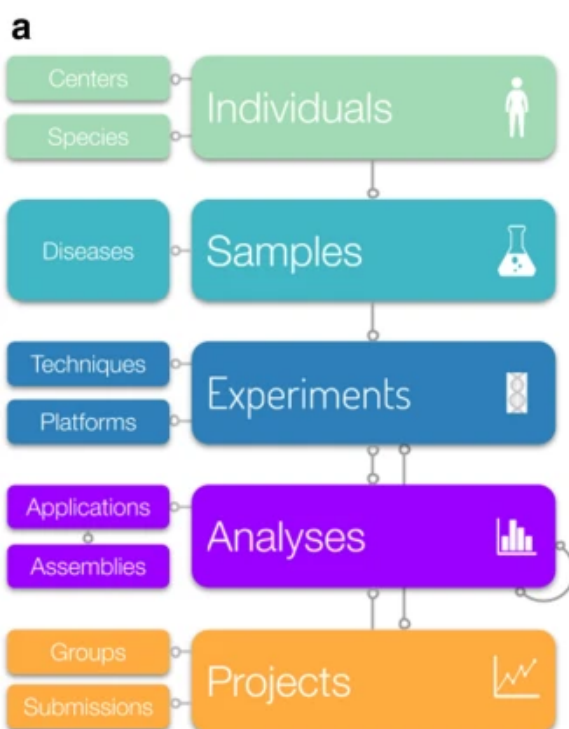 a
Centers
Individuals
Species
Diseases
Samples
Techniques
Experiments
Platforms
Applications
Analyses
Assemblies
Groups
Projects
Submissions